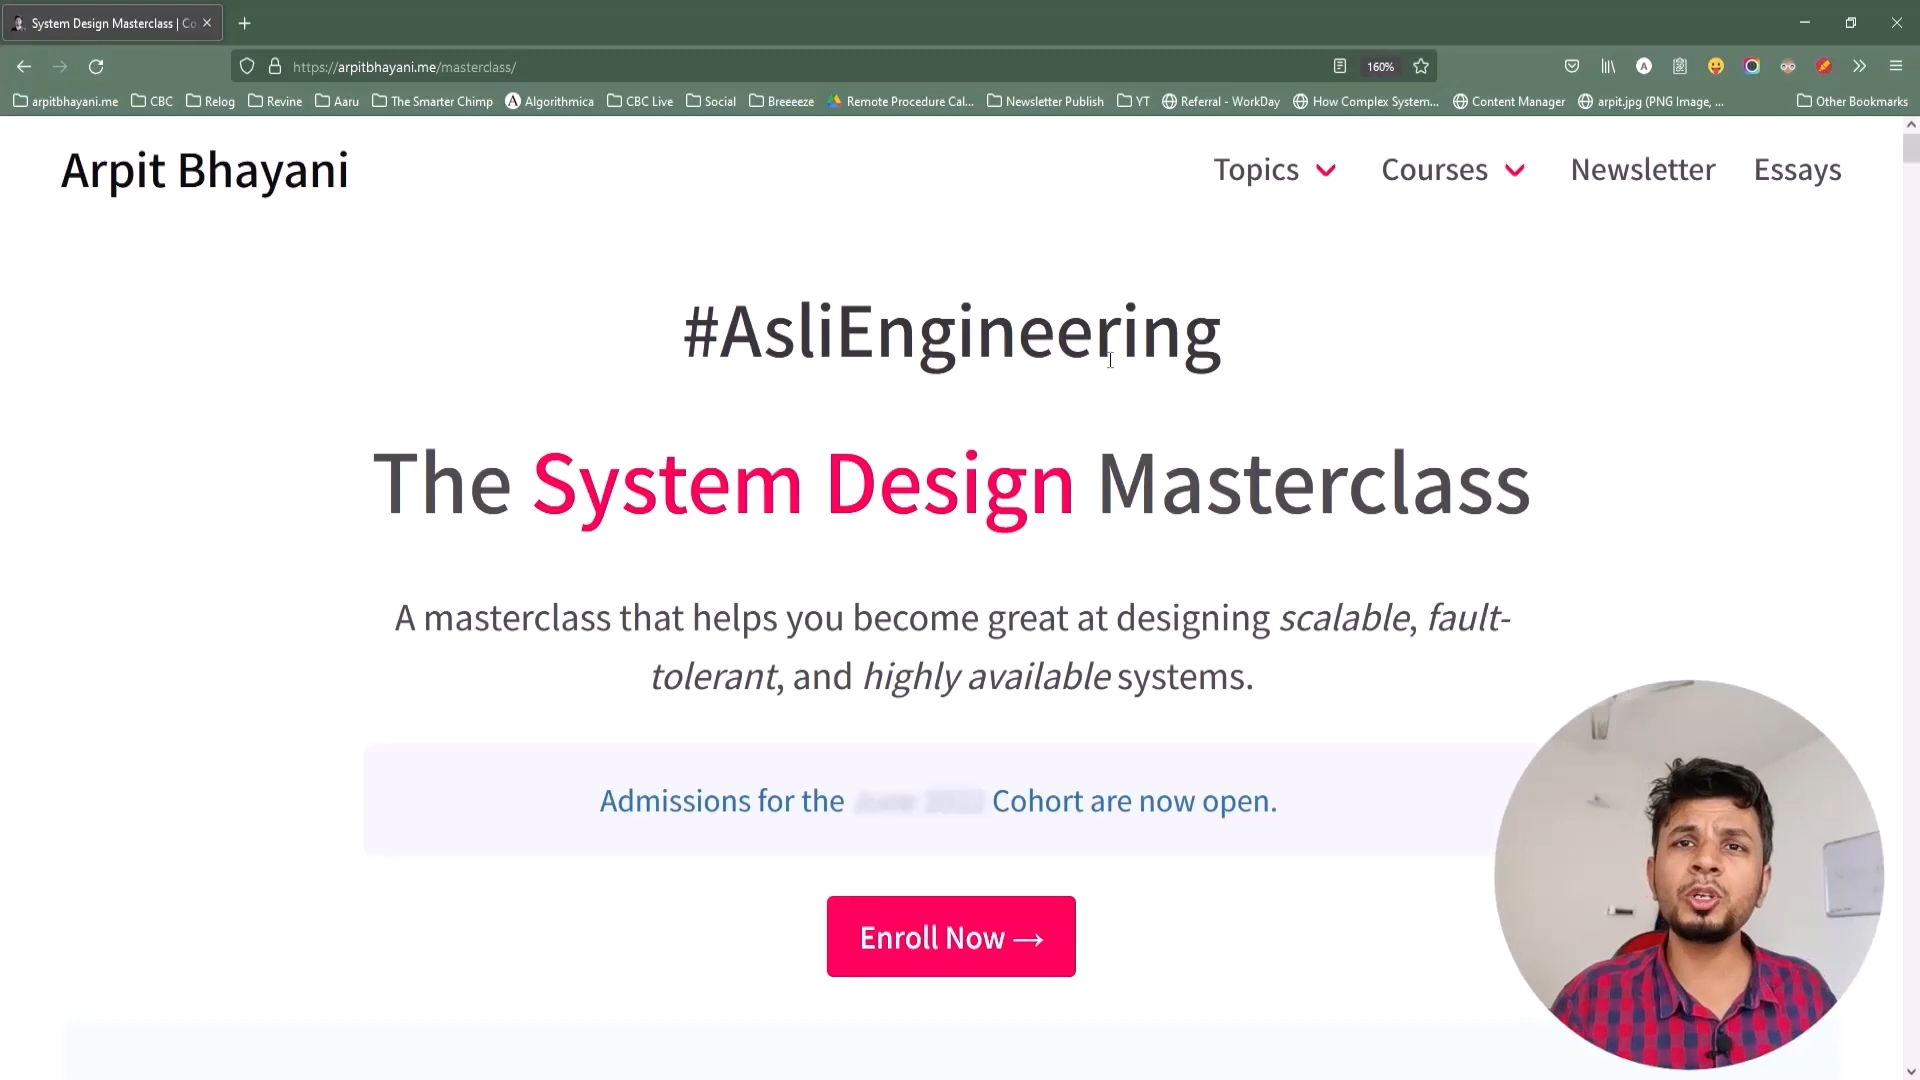 System Design Masterclass | Co
https://arpitbhayani.me/masterclass/
160%
arpitbhayani.me
CBC
Relog
Revine
Aaru
The Smarter Chimp
Algorithmica
CBC Live
Social
Breeeeze
Remote Procedure Cal...
Newsletter Publish
YT
Referral - WorkDay
How Complex System...
Content Manager
arpit.jpg (PNG Image, ...
Other Bookmarks
Arpit Bhayani
Topics
Courses
Newsletter
Essays
#AsliEngineering
The System Design Masterclass
A masterclass that helps you become great at designing scalable, fault-
tolerant, and highly available systems.
Admissions for the Cohort are now open.
Enroll Now →